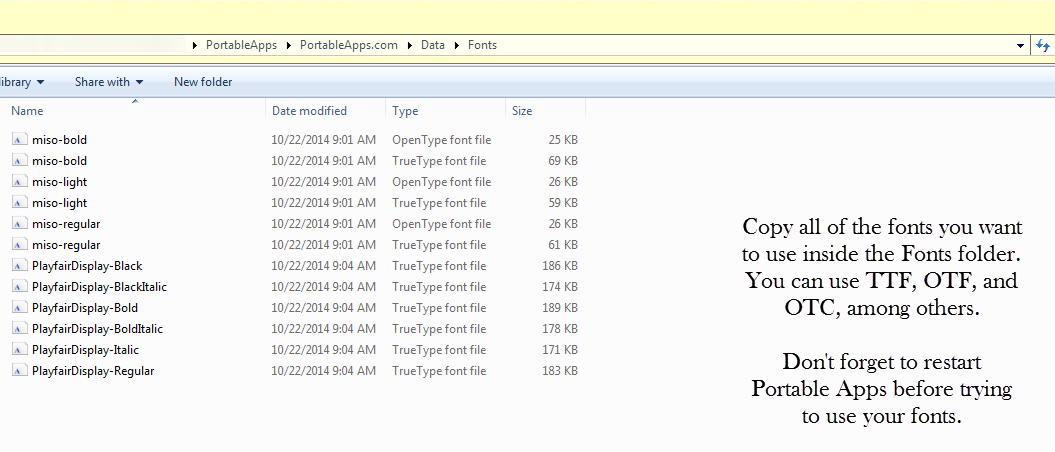 PortableApps PortableApps.com Data Fonts
library Share with New folder
Name Date modified Type Size
miso-bold 10/22/2014 9:01 AM OpenType font file 25 KB
miso-bold 10/22/2014 9:01 AM TrueType font file 69 KB
miso-light 10/22/2014 9:01 AM OpenType font file 26 KB
miso-light 10/22/2014 9:01 AM TrueType font file 59 KB
miso-regular 10/22/2014 9:01 AM OpenType font file 26 KB
miso-regular 10/22/2014 9:01 AM TrueType font file 61 KB
PlayfairDisplay-Black 10/22/2014 9:04 AM TrueType font file 186 KB
PlayfairDisplay-BlackItalic 10/22/2014 9:04 AM TrueType font file 174 KB
PlayfairDisplay-Bold 10/22/2014 9:04 AM TrueType font file 189 KB
PlayfairDisplay-BoldItalic 10/22/2014 9:04 AM TrueType font file 178 KB
PlayfairDisplay-Italic 10/22/2014 9:04 AM TrueType font file 171 KB
PlayfairDisplay-Regular 10/22/2014 9:04 AM TrueType font file 183 KB
Copy all of the fonts you want
to use inside the Fonts folder.
You can use TTF, OTF, and
OTC, among others.
Don't forget to restart
Portable Apps before trying
to use your fonts.